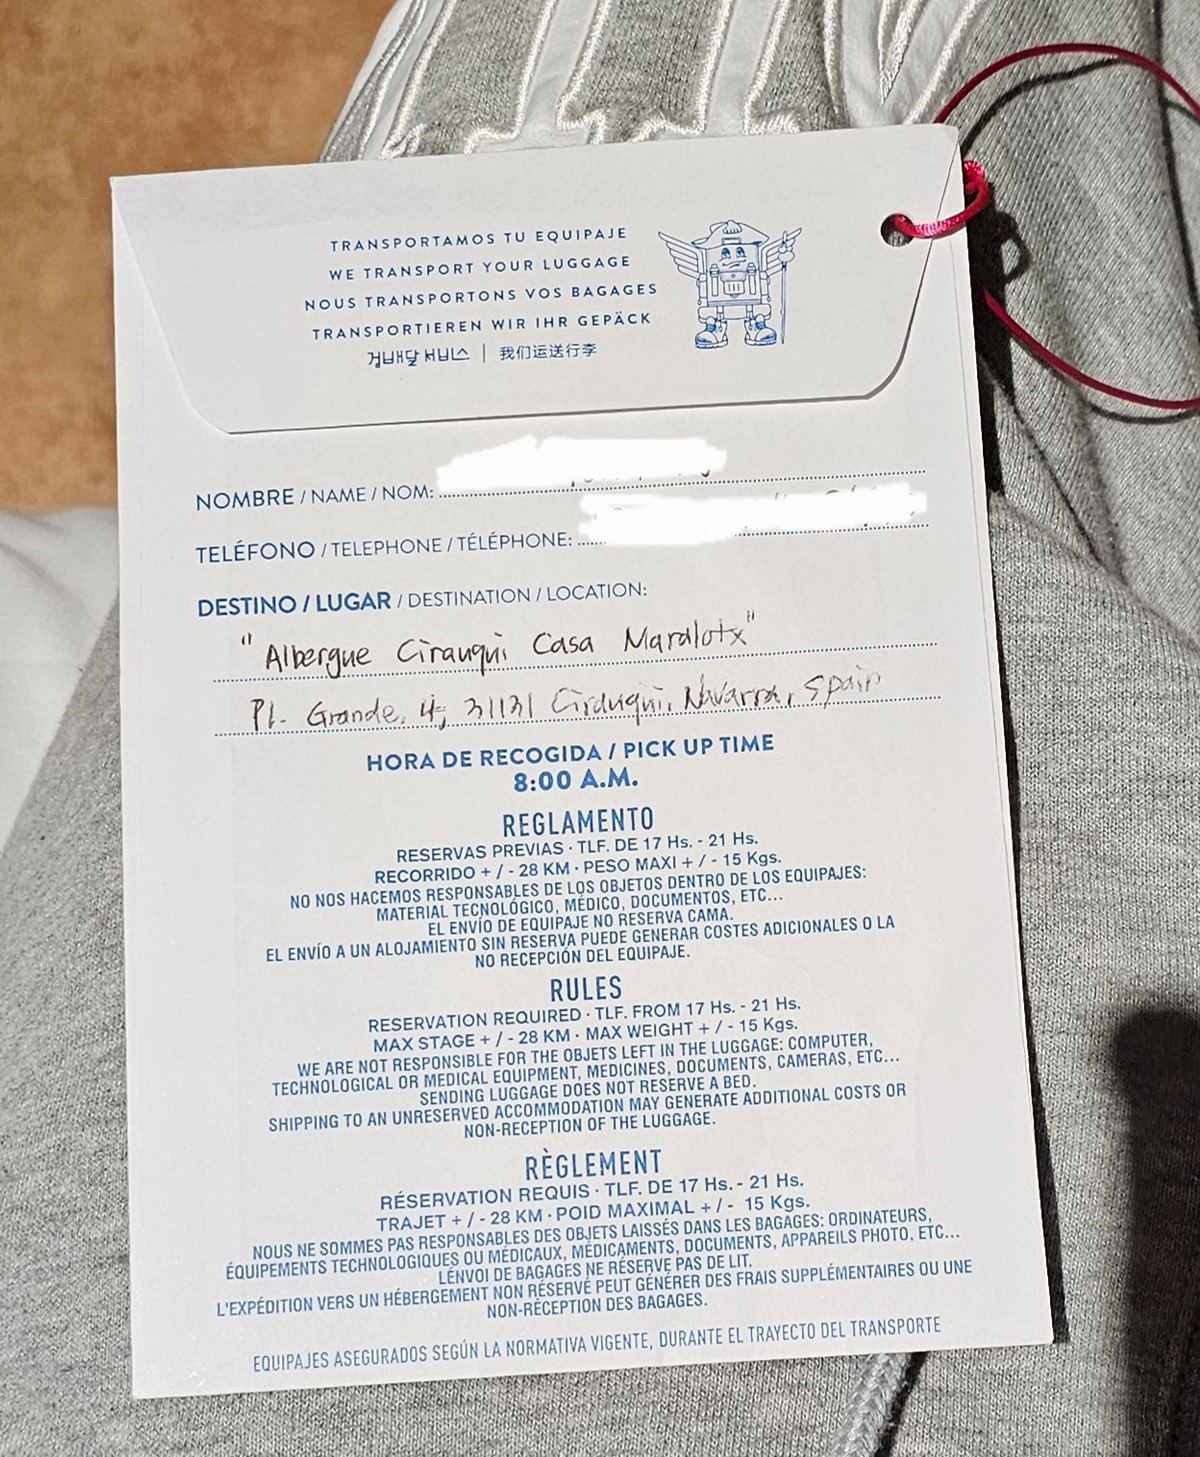 TRANSPORTAMOS TU EQUIPAJE
WE TRANSPORT YOUR LUGGAGE
NOUS TRANSPORTONS VOS BAGAGES
TRANSPORTIEREN WIR IHR GEPÄCK
짐배달 서비스 | 我们运送行李
NOMBRE / NAME / NOM:
TELÉFONO / TELEPHONE / TÉLÉPHONE:
DESTINO / LUGAR / DESTINATION / LOCATION:
"Albergue Cirauqui Casa Maralotx"
Pl. Grande, 4, 31131 Cirauqui, Navarra, Spain
HORA DE RECOGIDA / PICK UP TIME
8:00 A.M.
REGLAMENTO
RESERVAS PREVIAS · TLF. DE 17 Hs. - 21 Hs.
RECORRIDO + / - 28 KM · PESO MAXI + / - 15 Kgs.
NO NOS HACEMOS RESPONSABLES DE LOS OBJETOS DENTRO DE LOS EQUIPAJES:
MATERIAL TECNOLÓGICO, MÉDICO, DOCUMENTOS, ETC...
EL ENVÍO DE EQUIPAJE NO RESERVA CAMA.
EL ENVÍO A UN ALOJAMIENTO SIN RESERVA PUEDE GENERAR COSTES ADICIONALES O LA
NO RECEPCIÓN DEL EQUIPAJE.
RULES
RESERVATION REQUIRED · TLF. FROM 17 Hs. - 21 Hs.
MAX STAGE + / - 28 KM · MAX WEIGHT + / - 15 Kgs.
WE ARE NOT RESPONSIBLE FOR THE OBJETS LEFT IN THE LUGGAGE: COMPUTER,
TECHNOLOGICAL OR MEDICAL EQUIPMENT, MEDICINES, DOCUMENTS, CAMERAS, ETC...
SENDING LUGGAGE DOES NOT RESERVE A BED.
SHIPPING TO AN UNRESERVED ACCOMMODATION MAY GENERATE ADDITIONAL COSTS OR
NON-RECEPTION OF THE LUGGAGE.
RÈGLEMENT
RÉSERVATION REQUIS · TLF. DE 17 Hs. - 21 Hs.
TRAJET + / - 28 KM · POID MAXIMAL + / - 15 Kgs.
NOUS NE SOMMES PAS RESPONSABLES DES OBJETS LAISSÉS DANS LES BAGAGES: ORDINATEURS,
ÉQUIPEMENTS TECHNOLOGIQUES OU MÉDICAUX, MÉDICAMENTS, DOCUMENTS, APPAREILS PHOTO, ETC...
LÉNVOI DE BAGAGES NE RÉSERVE PAS DE LIT.
L'EXPÉDITION VERS UN HÉBERGEMENT NON RÉSERVÉ PEUT GÉNÉRER DES FRAIS SUPPLÉMENTAIRES OU UNE
NON-RÉCEPTION DES BAGAGES.
EQUIPAJES ASEGURADOS SEGÚN LA NORMATIVA VIGENTE, DURANTE EL TRAYECTO DEL TRANSPORTE